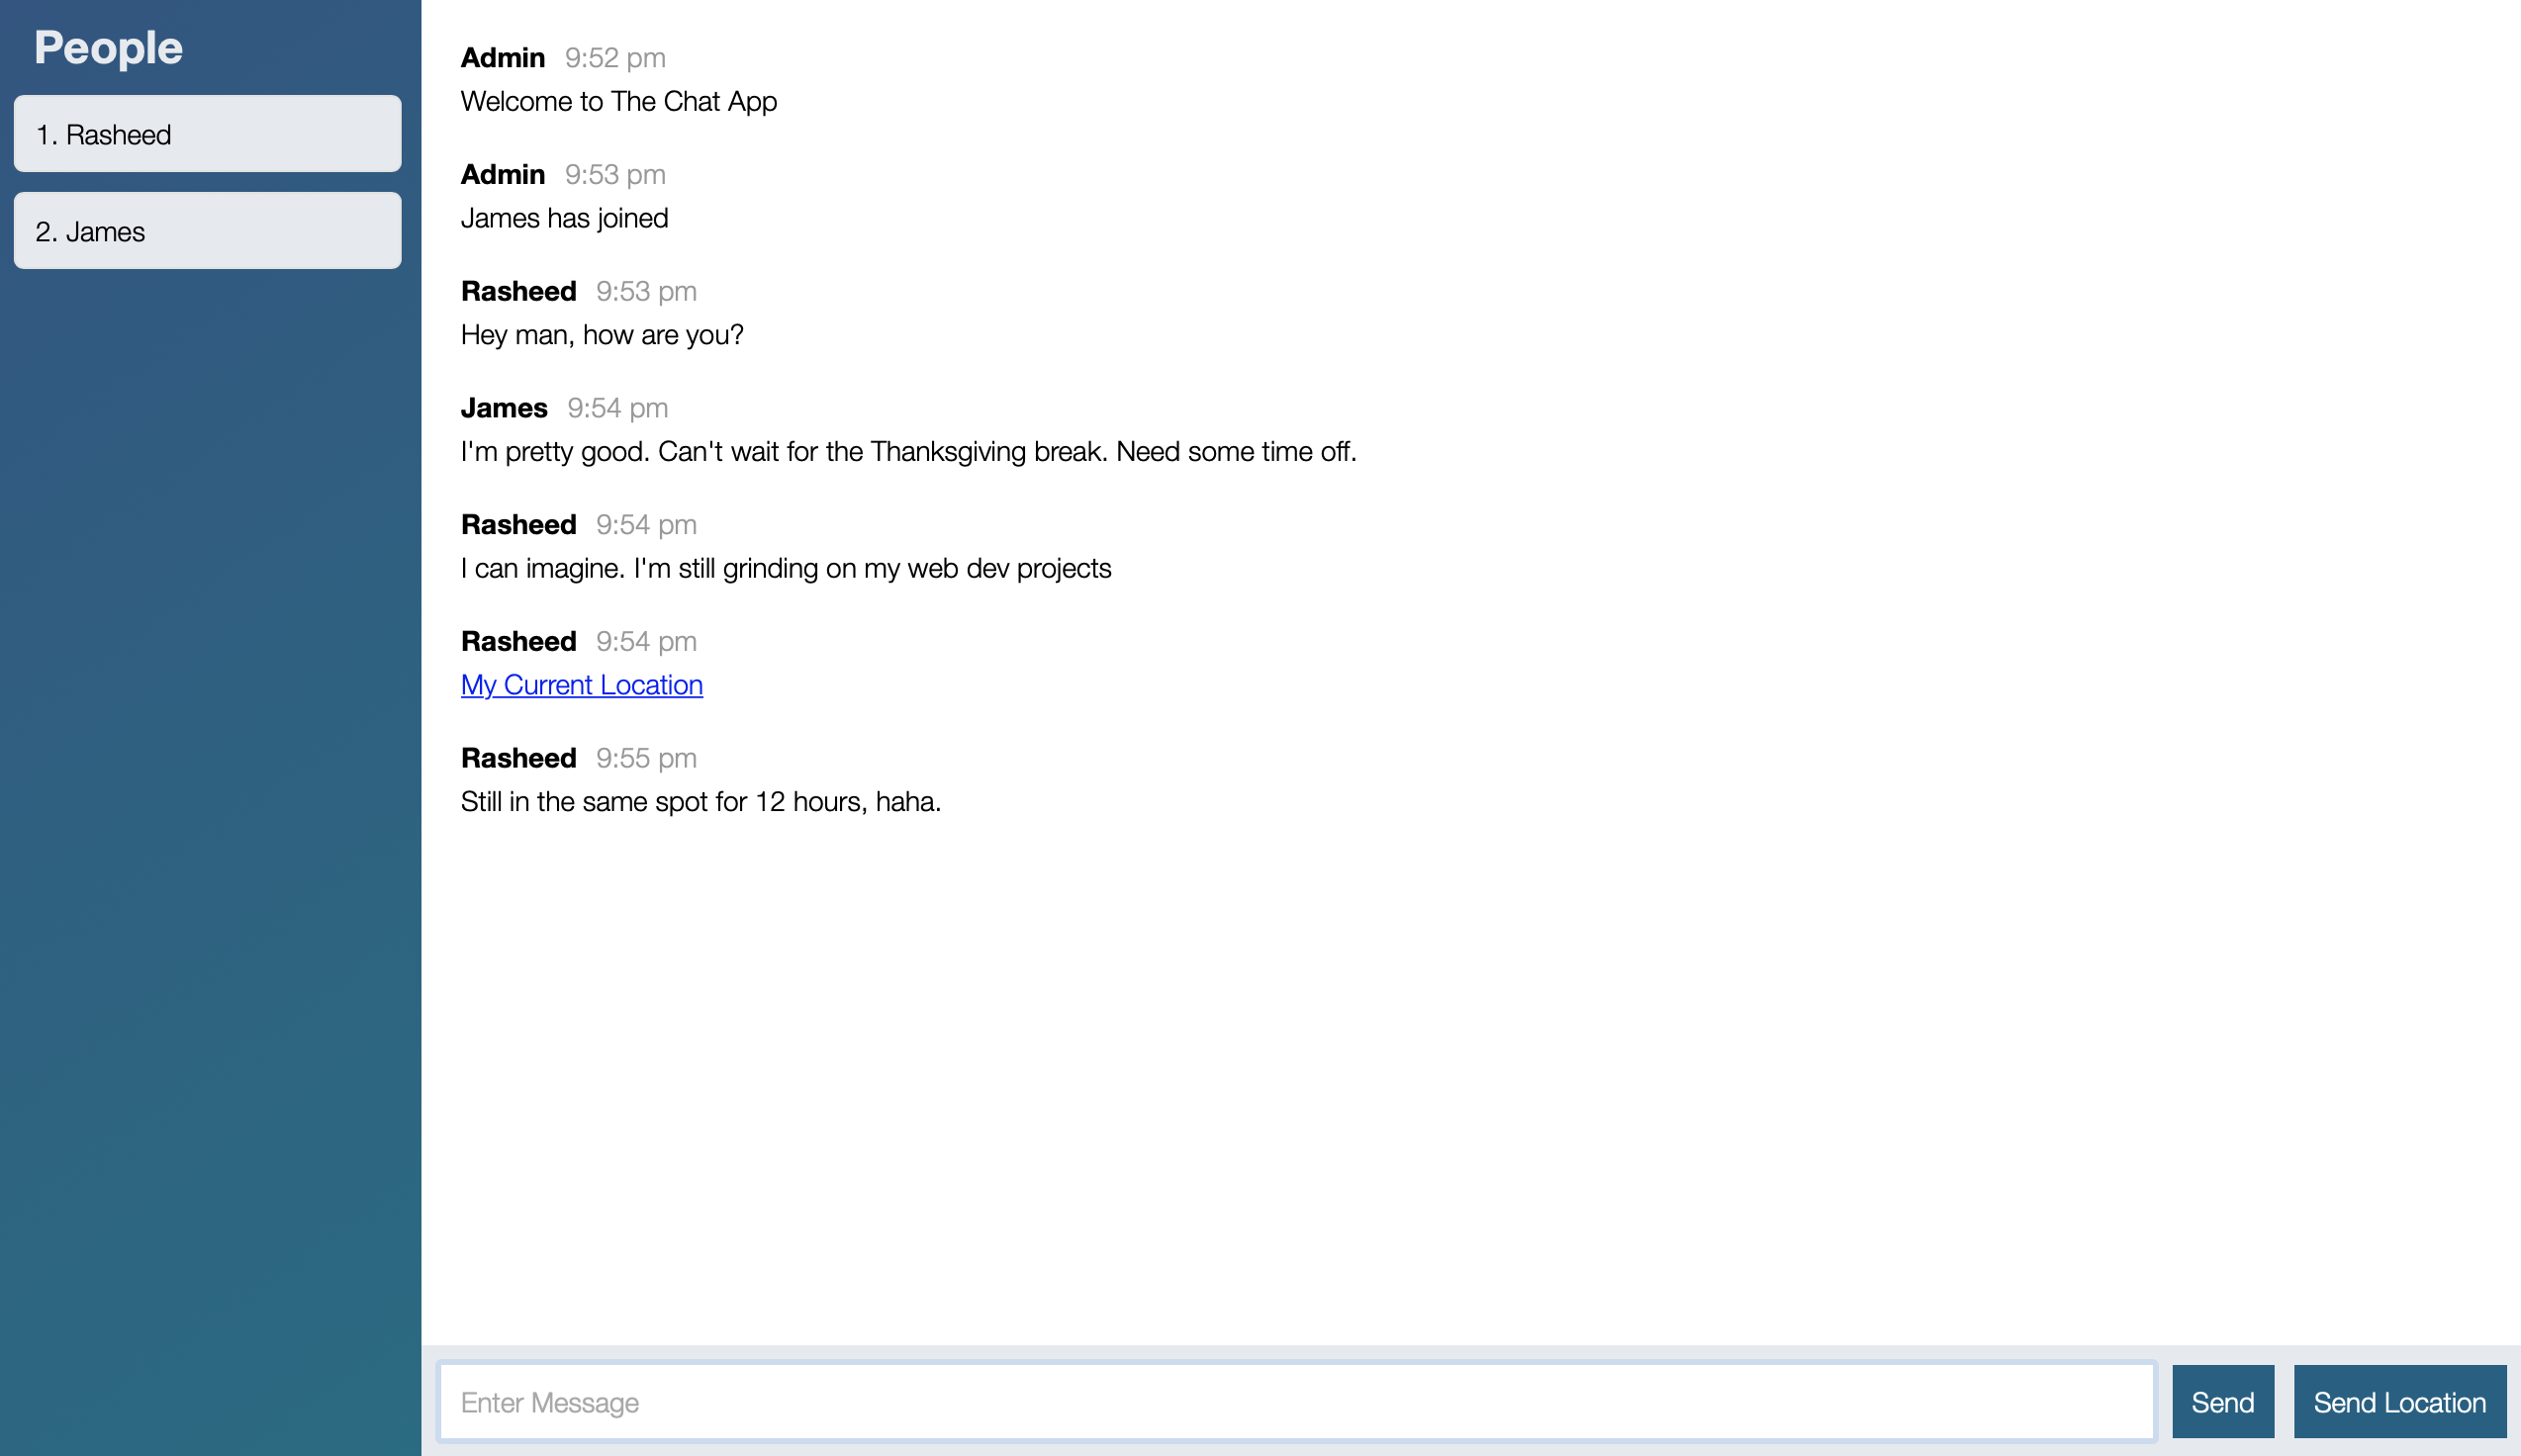 People
1. Rasheed
2. James
Admin 9:52 pm
Welcome to The Chat App
Admin 9:53 pm
James has joined
Rasheed 9:53 pm
Hey man, how are you?
James 9:54 pm
I'm pretty good. Can't wait for the Thanksgiving break. Need some time off.
Rasheed 9:54 pm
I can imagine. I'm still grinding on my web dev projects
Rasheed 9:54 pm
My Current Location
Rasheed 9:55 pm
Still in the same spot for 12 hours, haha.
Enter Message
Send
Send Location